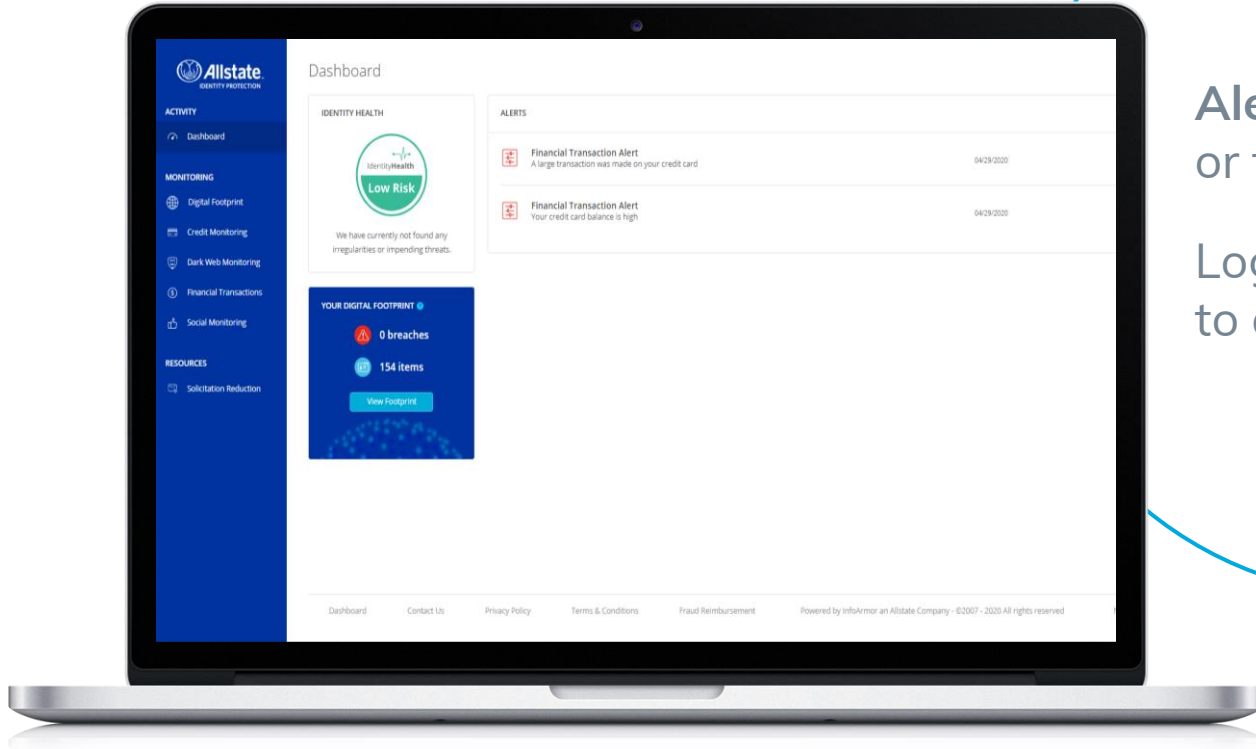 Allstate.
IDENTITY PROTECTION
ACTIVITY
Dashboard
MONITORING
Digital Footprint
Credit Monitoring
Dark Web Monitoring
Financial Transactions
Social Monitoring
RESOURCES
Solicitation Reduction
Dashboard
IDENTITY HEALTH
IdentityHealth
Low Risk
We have currently not found any
irregularities or impending threats.
YOUR DIGITAL FOOTPRINT
0 breaches
154 items
View Footprint
ALERTS
Financial Transaction Alert
A large transaction was made on your credit card
04/29/2020
Financial Transaction Alert
Your credit card balance is high
04/29/2020
Dashboard Contact Us Privacy Policy Terms & Conditions Fraud Reimbursement Powered by InfoArmor an Allstate Company - ©2007 - 2020 All rights reserved
Ale
or
Log
to